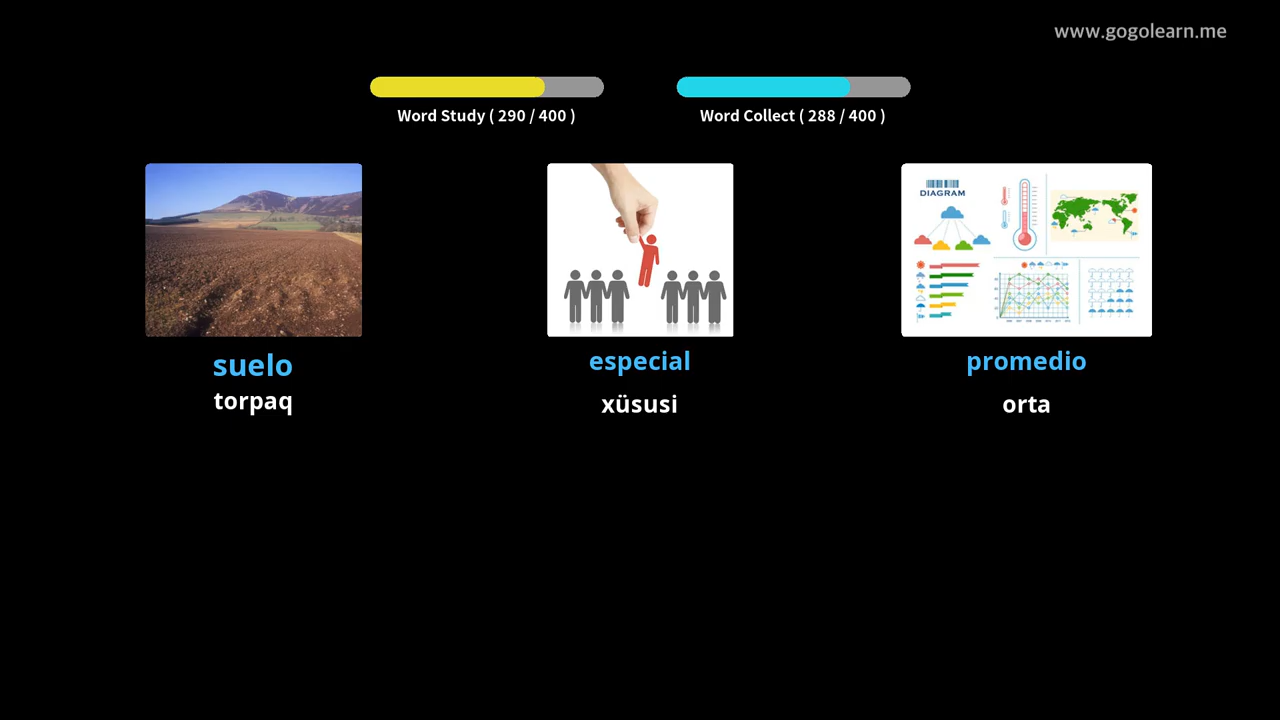 www.gogolearn.me
Word Study ( 290 / 400 )
Word Collect ( 288 / 400 )
DIAGRAM
suelo
torpaq
especial
xüsusi
promedio
orta